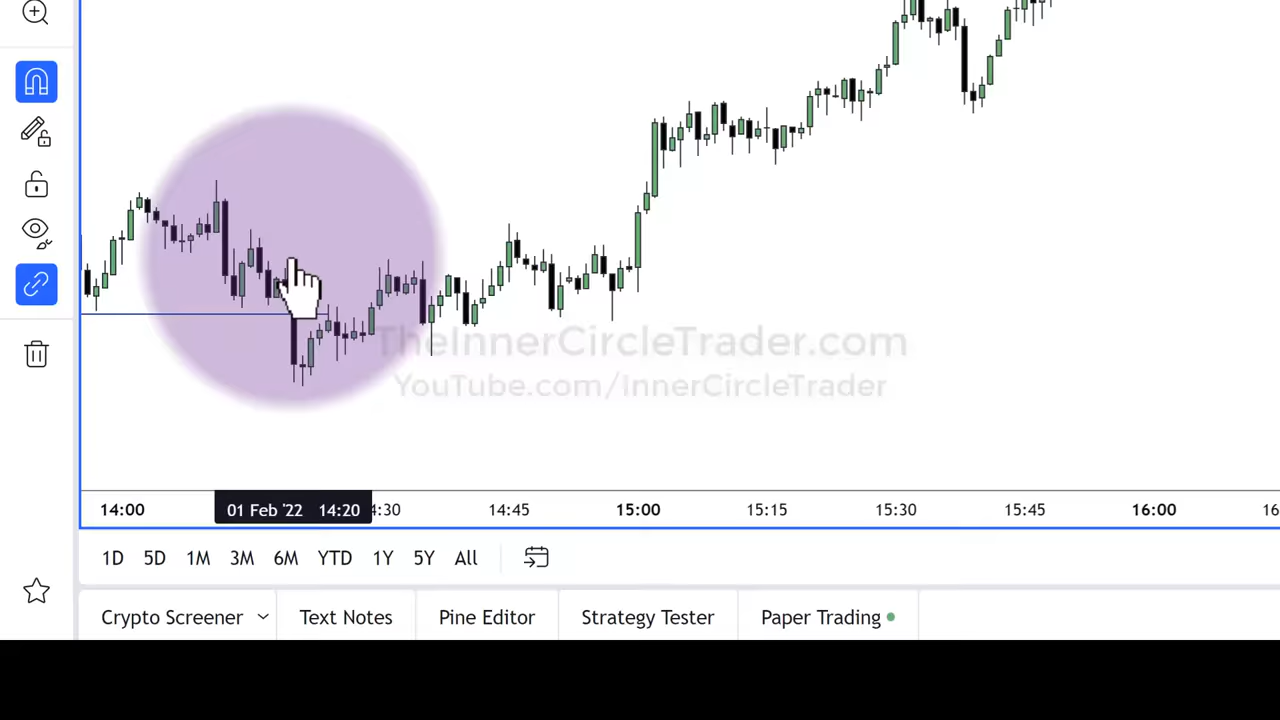 TheInnerCircleTrader.com
YouTube.com/InnerCircleTrader
14:00 01 Feb '22 14:20 4:30 14:45 15:00 15:15 15:30 15:45 16:00 16
1D 5D 1M 3M 6M YTD 1Y 5Y All
Crypto Screener Text Notes Pine Editor Strategy Tester Paper Trading